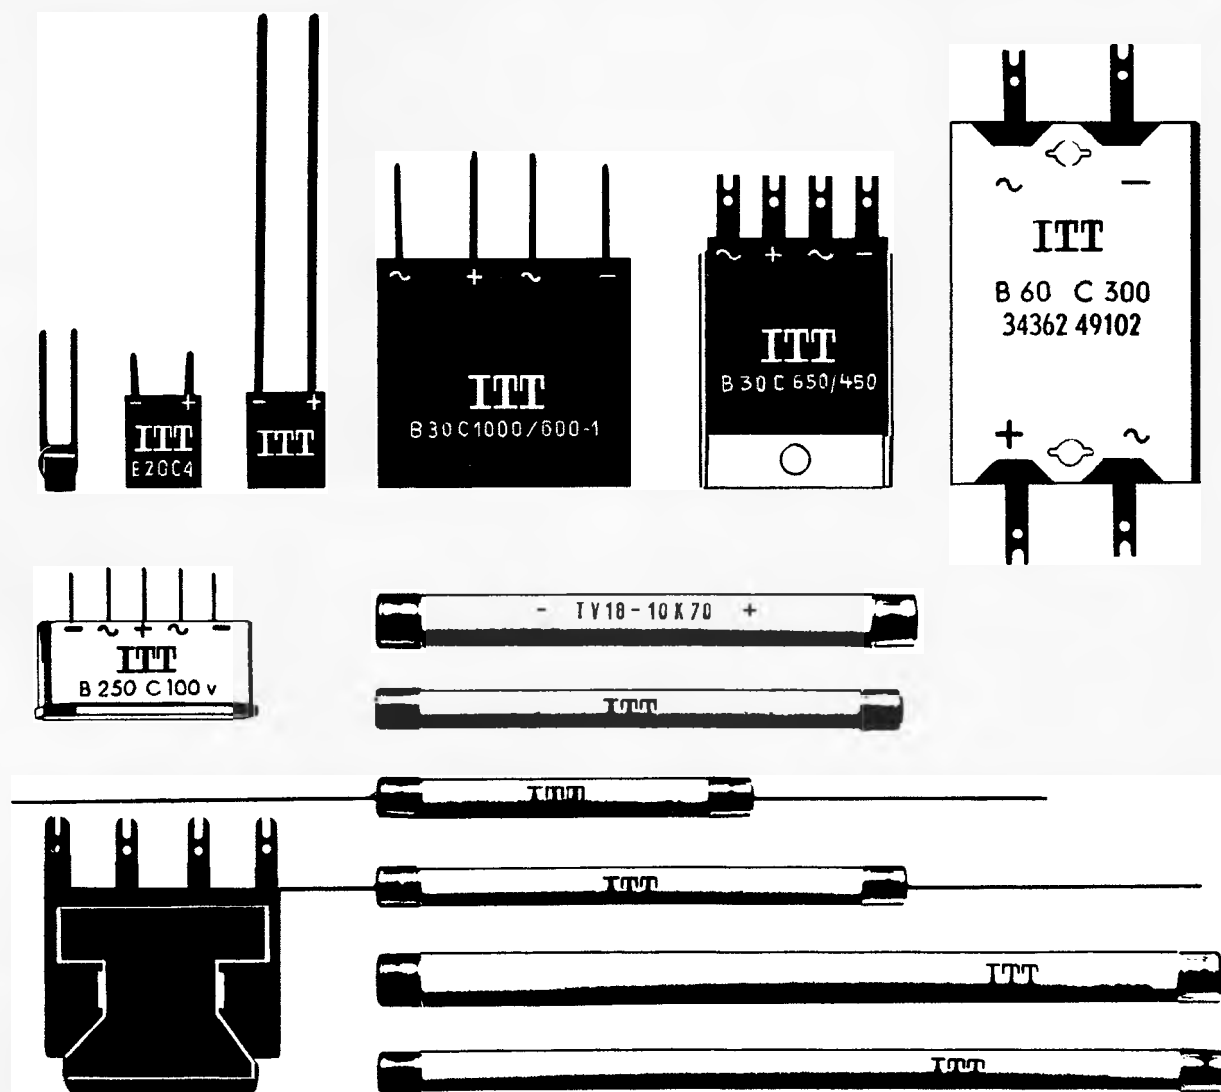 - +
ITT
E20C4
- +
ITT
~ + ~ -
ITT
B30C1000/600-1
~ + ~ -
ITT
B30C650/450
~ -
ITT
B 60 C 300
34362 49102
+ ~
- ~ + ~ -
ITT
B 250 C 100 v
- TV18-10X70 +
ITT
ITT
ITT
ITT
ITT